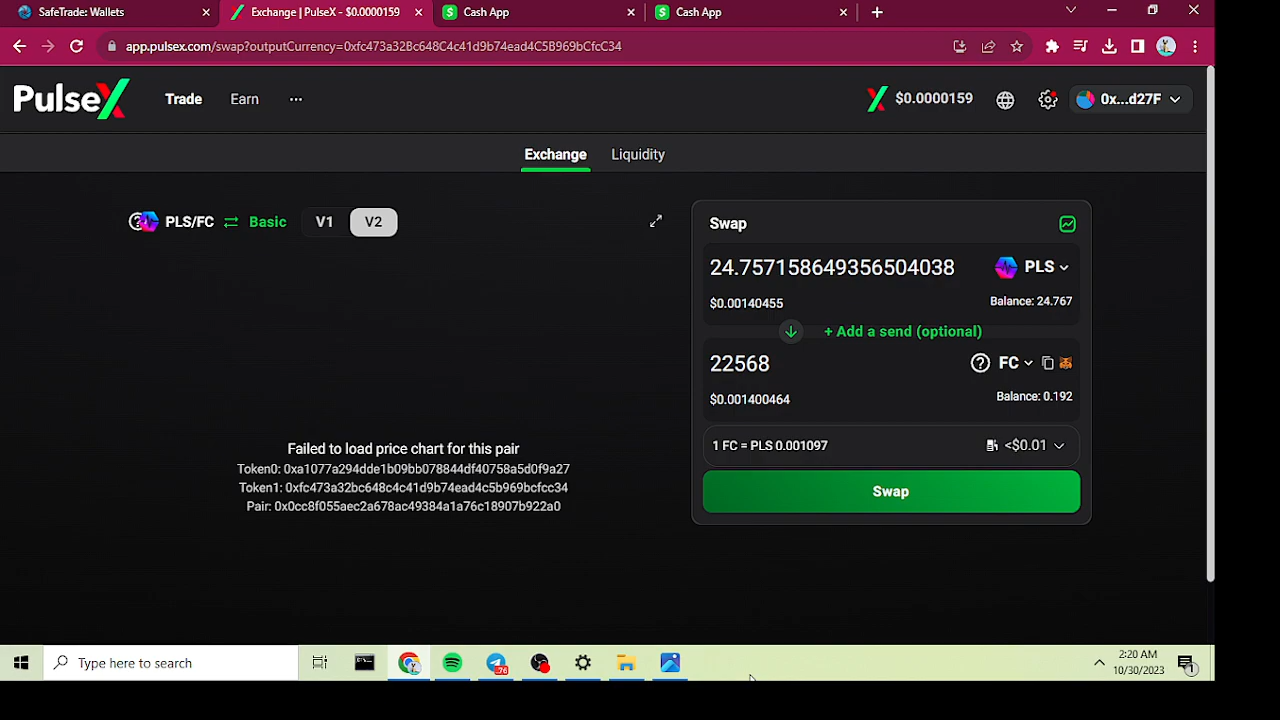 SafeTrade: Wallets
Exchange | PulseX - $0.0000159
Cash App
Cash App
app.pulsex.com/swap?outputCurrency=0xfc473a32Bc648C4c41d9b74ead4C5B969bCfcC34
PulseX
Trade
Earn
$0.0000159
0x...d27F
Exchange
Liquidity
PLS/FC
Basic
V1
V2
Failed to load price chart for this pair
Token0: 0xa1077a294dde1b09bb078844df40758a5d0f9a27
Token1: 0xfc473a32bc648c4c41d9b74ead4c5b969bcfcc34
Pair: 0x0cc8f055aec2a678ac49384a1a76c18907b922a0
Swap
24.757158649356504038
PLS
$0.00140455
Balance: 24.767
+ Add a send (optional)
22568
FC
$0.001400464
Balance: 0.192
1 FC = PLS 0.001097
<$0.01
Swap
Type here to search
2:20 AM
10/30/2023